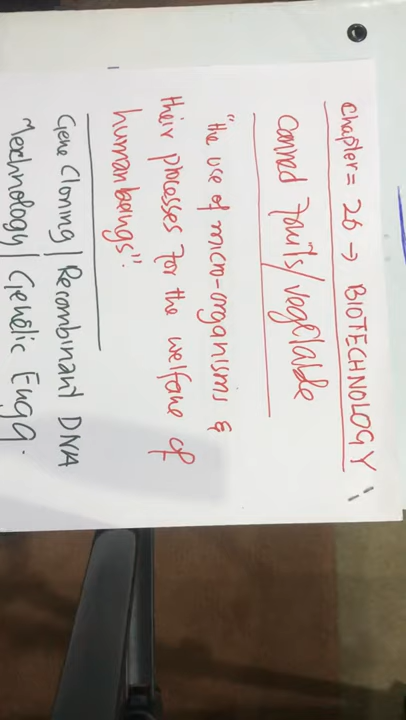 Chapter = 26 → BIOTECHNOLOGY
Canned fruits/vegetable
"the use of micro-organisms &
their processes for the welfare of
human beings".
Gene Cloning | Recombinant DNA
Mechnology | Genetic Engg.